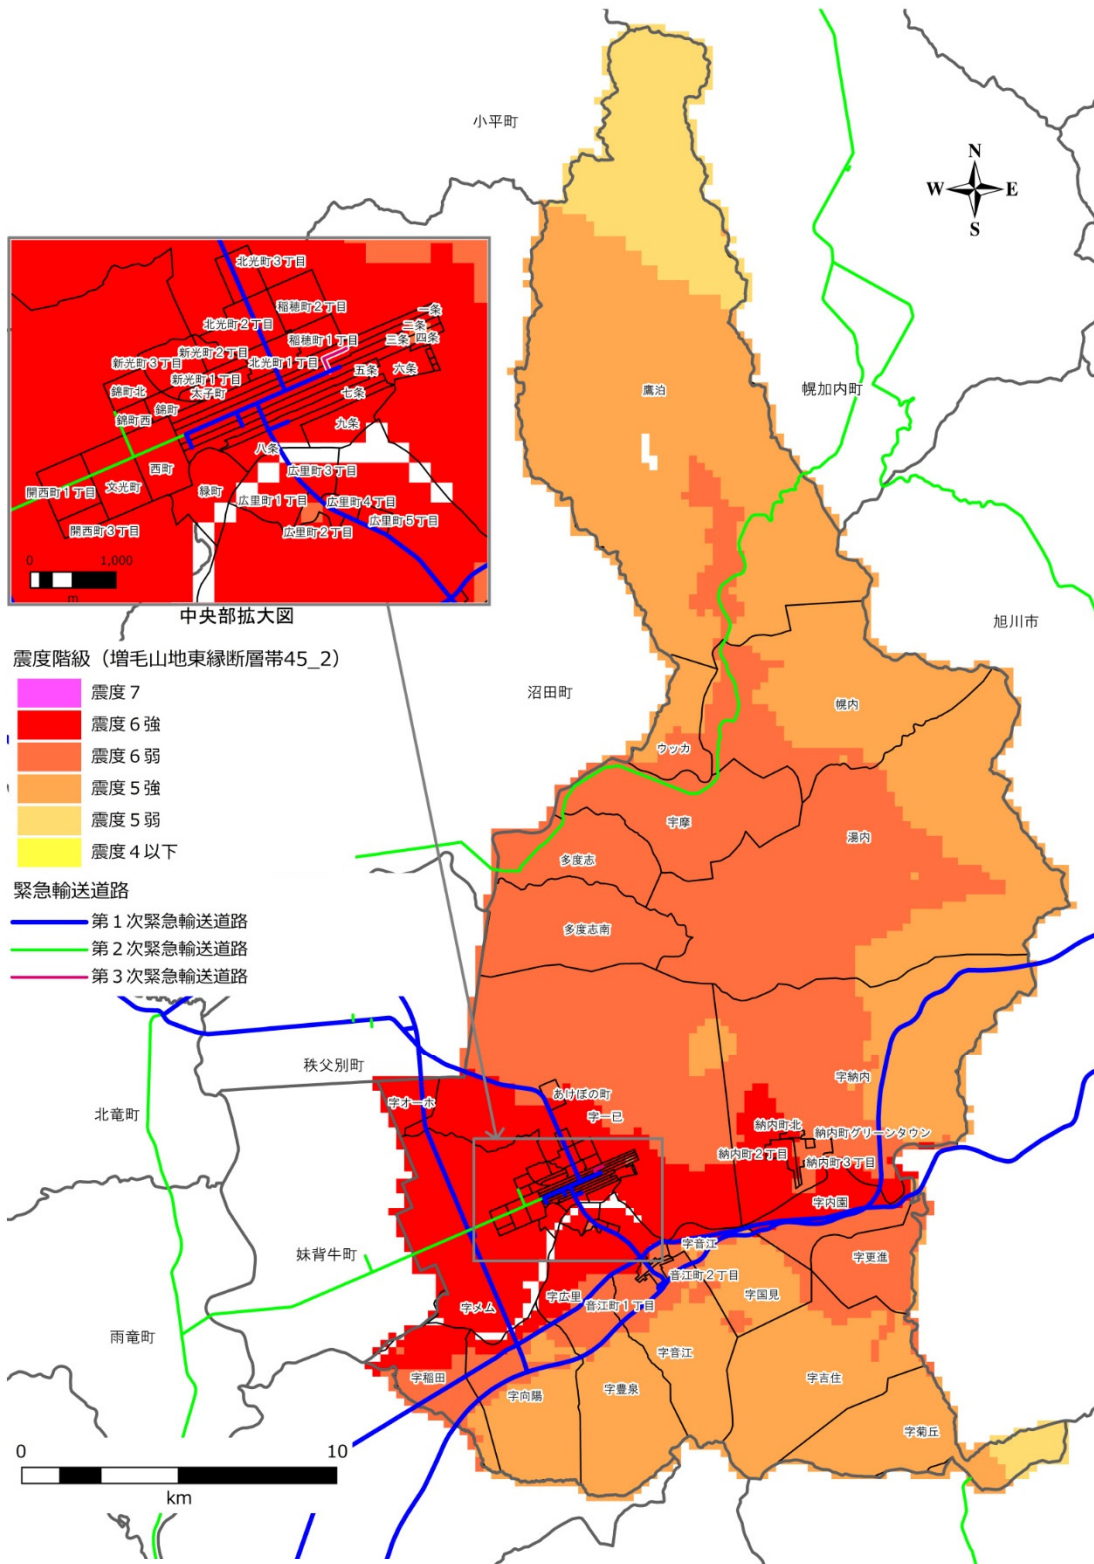 小平町
N
W
E
S
北光町３丁目
稲穂町２丁目
一条
北光町２丁目
二条
稲穂町１丁目
三条
四条
新光町２丁目
新光町３丁目
北光町１丁目
五条
六条
新光町１丁目
錦町北
太子町
七条
錦町
錦町西
九条
八条
西町
広里町３丁目
開西町１丁目
文光町
緑町
広里町１丁目
広里町４丁目
広里町５丁目
開西町３丁目
広里町２丁目
0
1,000
m
中央部拡大図
鷹泊
幌加内町
旭川市
震度階級（増毛山地東縁断層帯45_2）
震度７
震度６強
震度６弱
震度５強
震度５弱
震度４以下
緊急輸送道路
第１次緊急輸送道路
第２次緊急輸送道路
第３次緊急輸送道路
沼田町
幌内
ウッカ
宇摩
湯内
多度志
多度志南
秩父別町
字納内
北竜町
字オーホ
あけぼの町
字一已
納内町北
納内町グリーンタウン
納内町２丁目
納内町３丁目
字内園
妹背牛町
字音江
字更進
音江町２丁目
字広里
字国見
字メム
音江町１丁目
雨竜町
字音江
字稲田
字向陽
字豊泉
字吉住
字菊丘
0
10
km